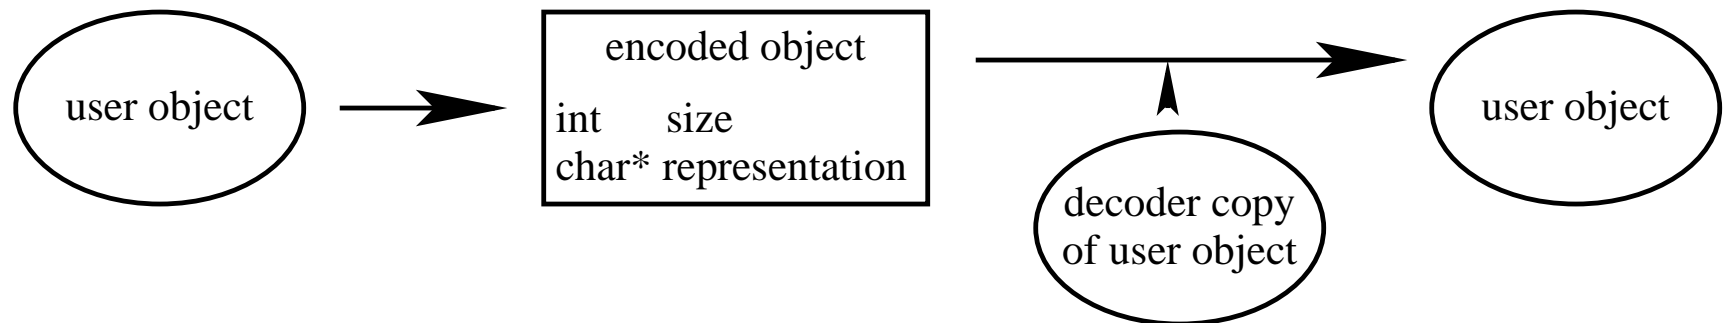 user object
encoded object
int size
char* representation
decoder copy
of user object
user object